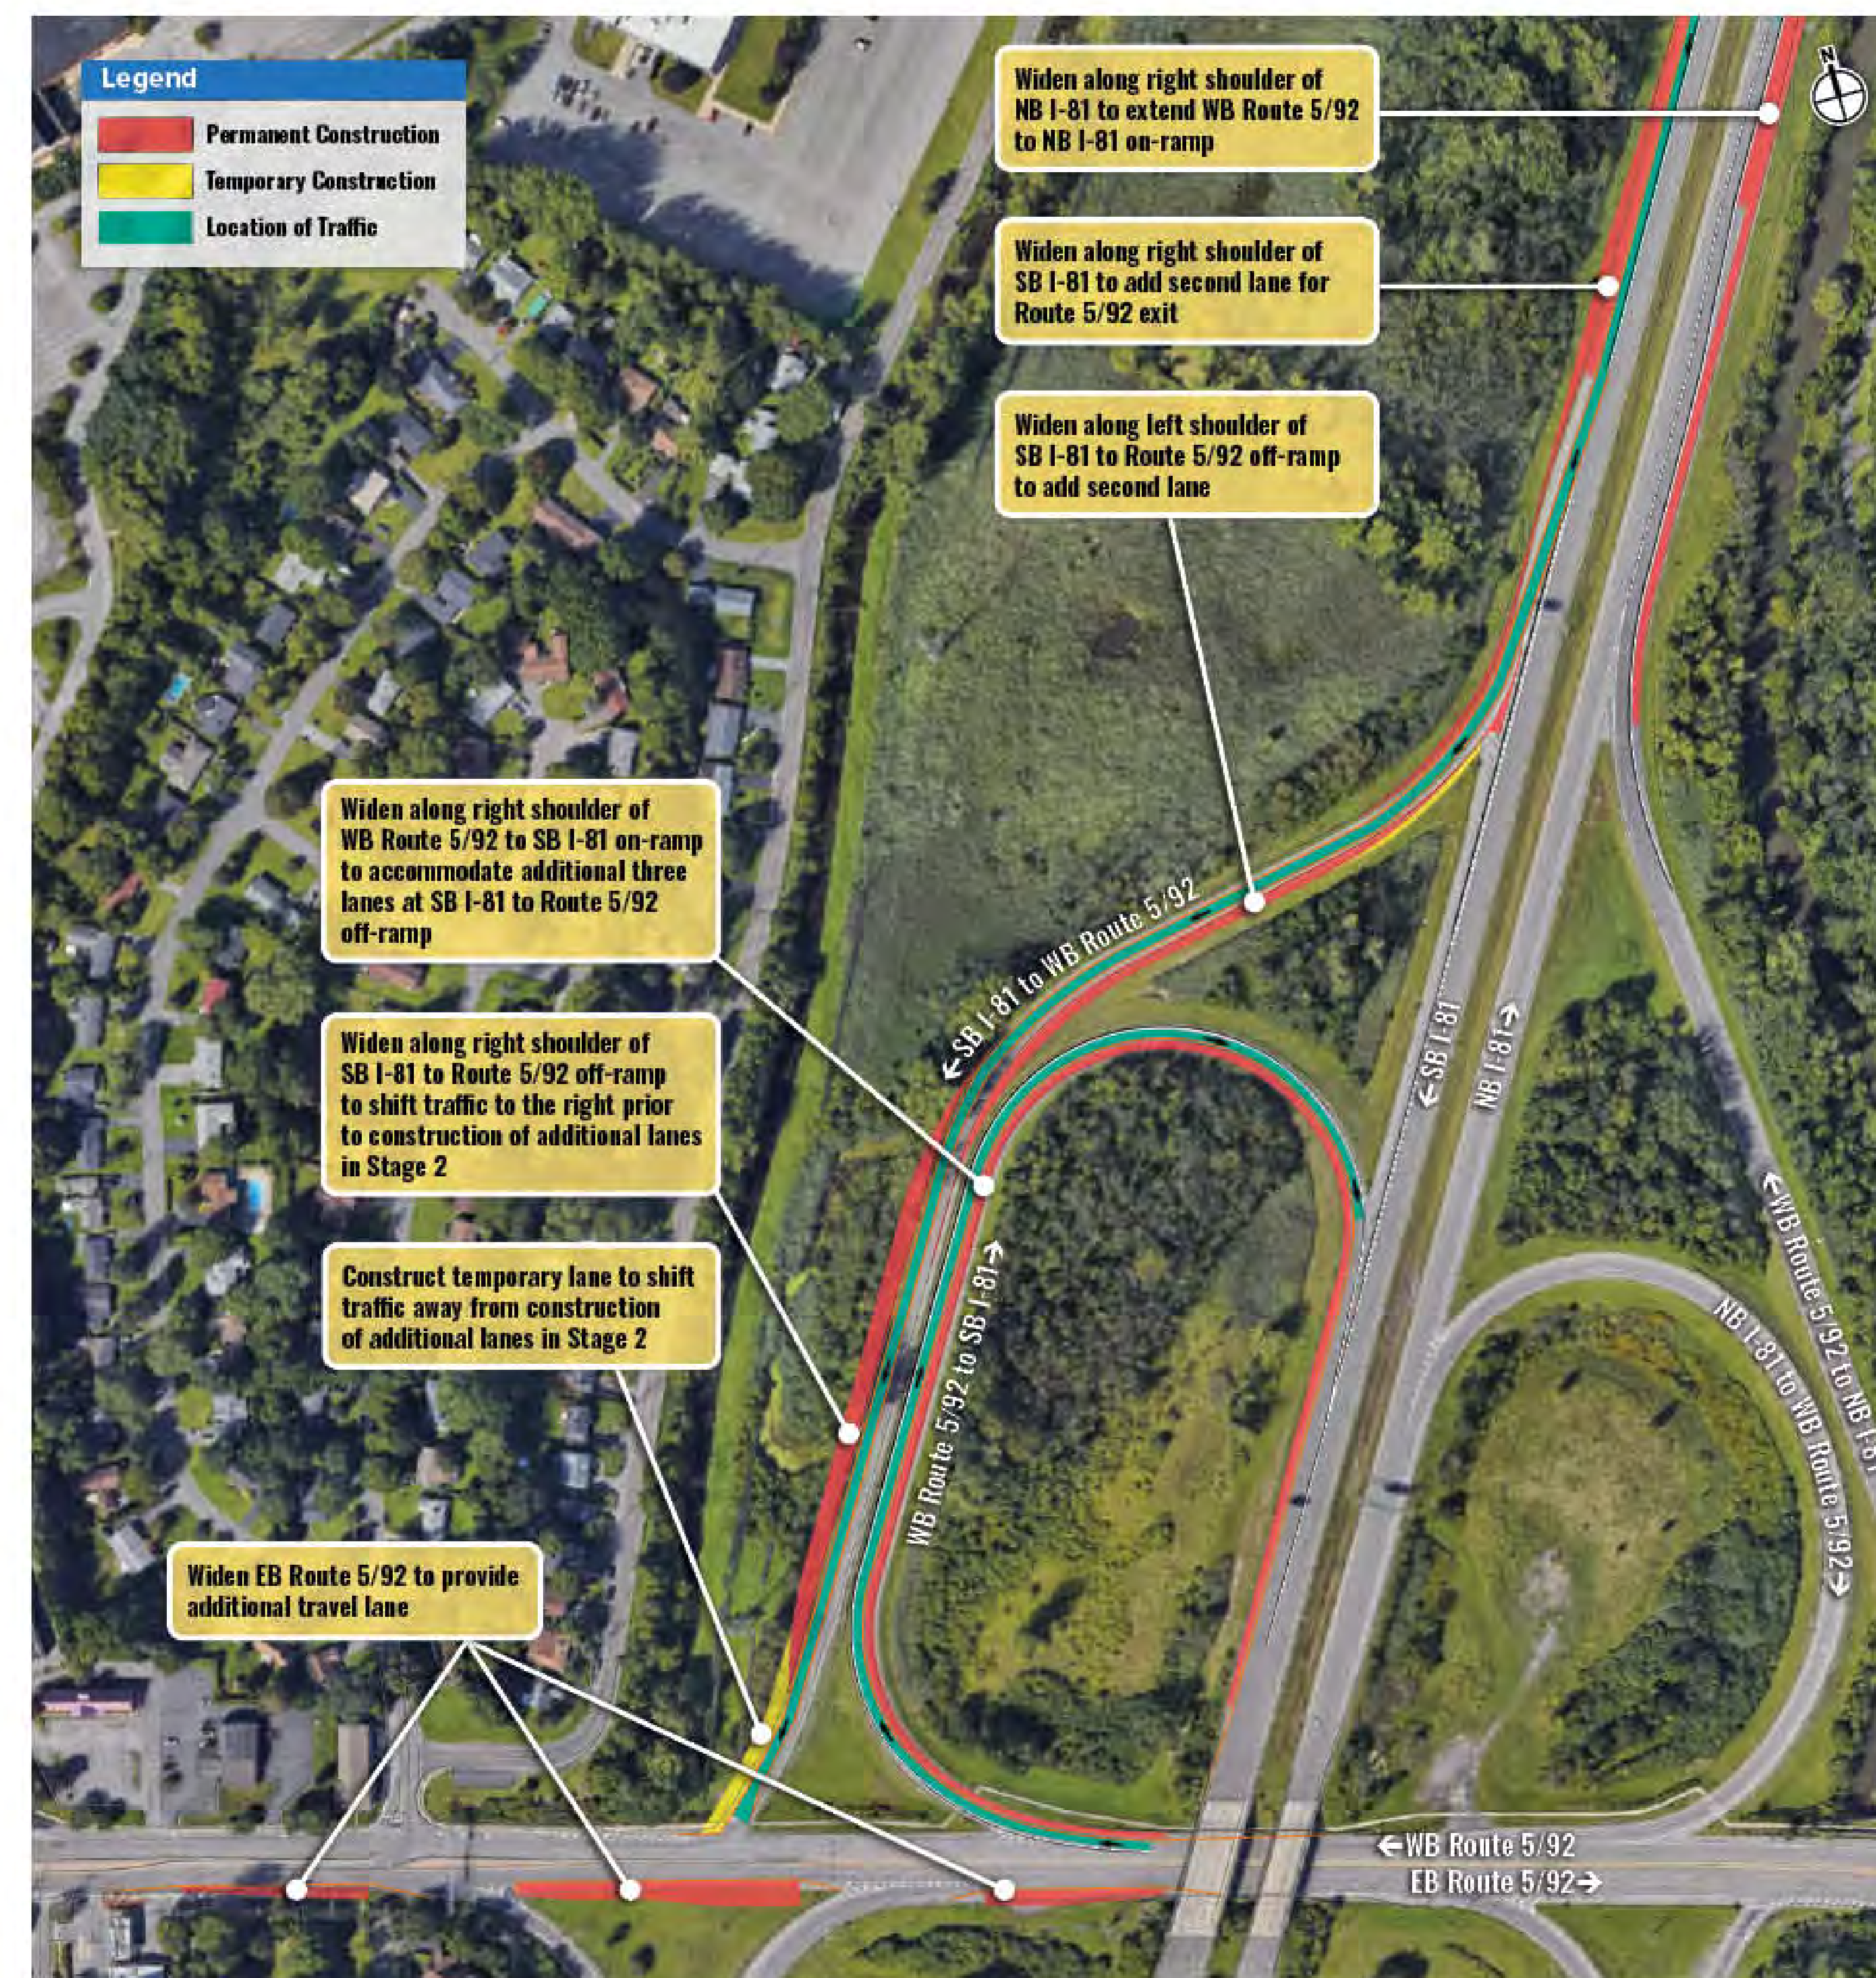 Legend
Permanent Construction
Temporary Construction
Location of Traffic
N
Widen along right shoulder of
NB I-81 to extend WB Route 5/92
to NB I-81 on-ramp
Widen along right shoulder of
SB I-81 to add second lane for
Route 5/92 exit
Widen along left shoulder of
SB I-81 to Route 5/92 off-ramp
to add second lane
Widen along right shoulder of
WB Route 5/92 to SB I-81 on-ramp
to accommodate additional three
lanes at SB I-81 to Route 5/92
off-ramp
Widen along right shoulder of
SB I-81 to Route 5/92 off-ramp
to shift traffic to the right prior
to construction of additional lanes
in Stage 2
Construct temporary lane to shift
traffic away from construction
of additional lanes in Stage 2
Widen EB Route 5/92 to provide
additional travel lane
←SB I-81 to WB Route 5/92
WB Route 5/92 to SB I-81→
←SB I-81
NB I-81→
←WB Route 5/92 to NB I-81
NB I-81 to WB Route 5/92→
←WB Route 5/92
EB Route 5/92→